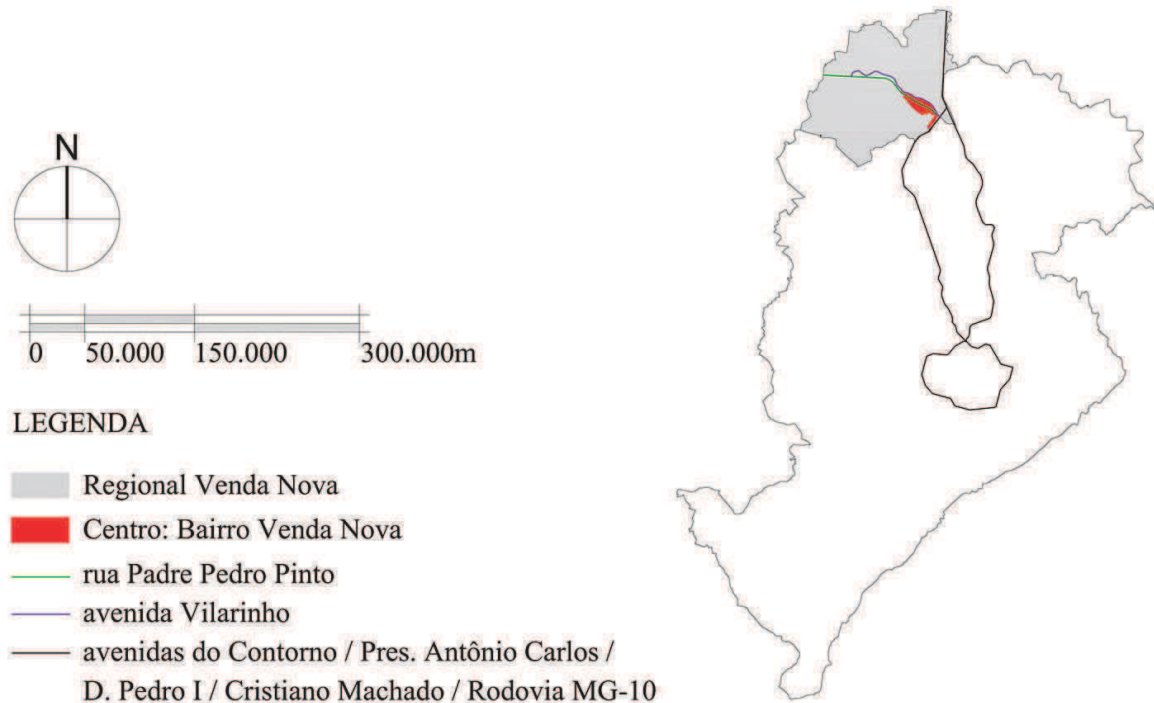 N
0 50.000 150.000 300.000m
LEGENDA
Regional Venda Nova
Centro: Bairro Venda Nova
rua Padre Pedro Pinto
avenida Vilarinho
avenidas do Contorno / Pres. Antônio Carlos /
D. Pedro I / Cristiano Machado / Rodovia MG-10